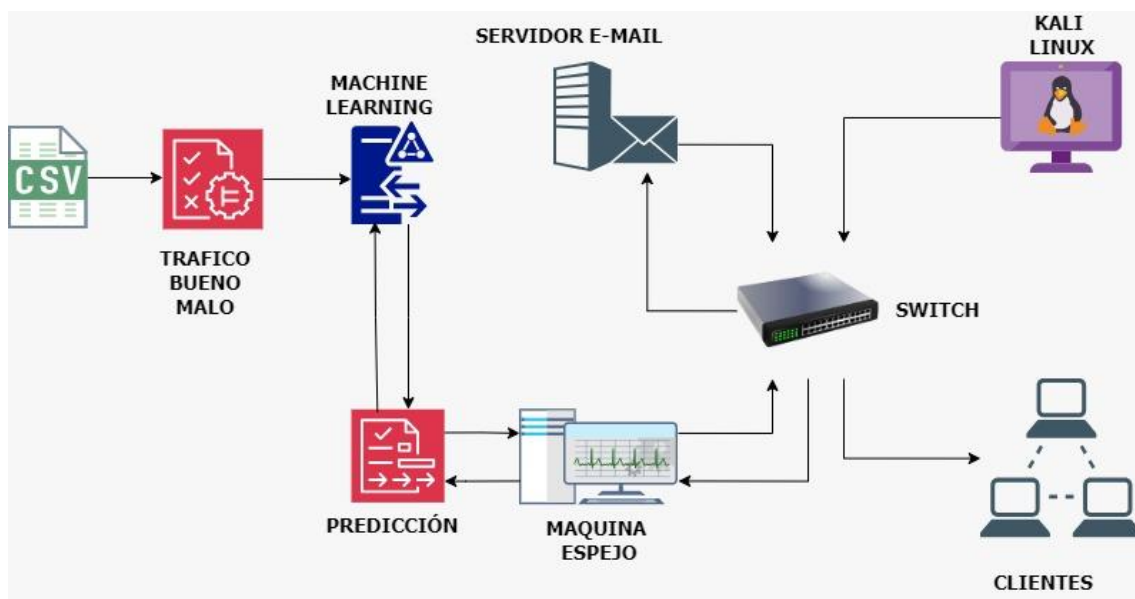 SERVIDOR E-MAIL
KALI
LINUX
MACHINE
LEARNING
CSV
TRAFICO
BUENO
MALO
SWITCH
PREDICCIÓN
MAQUINA
ESPEJO
CLIENTES